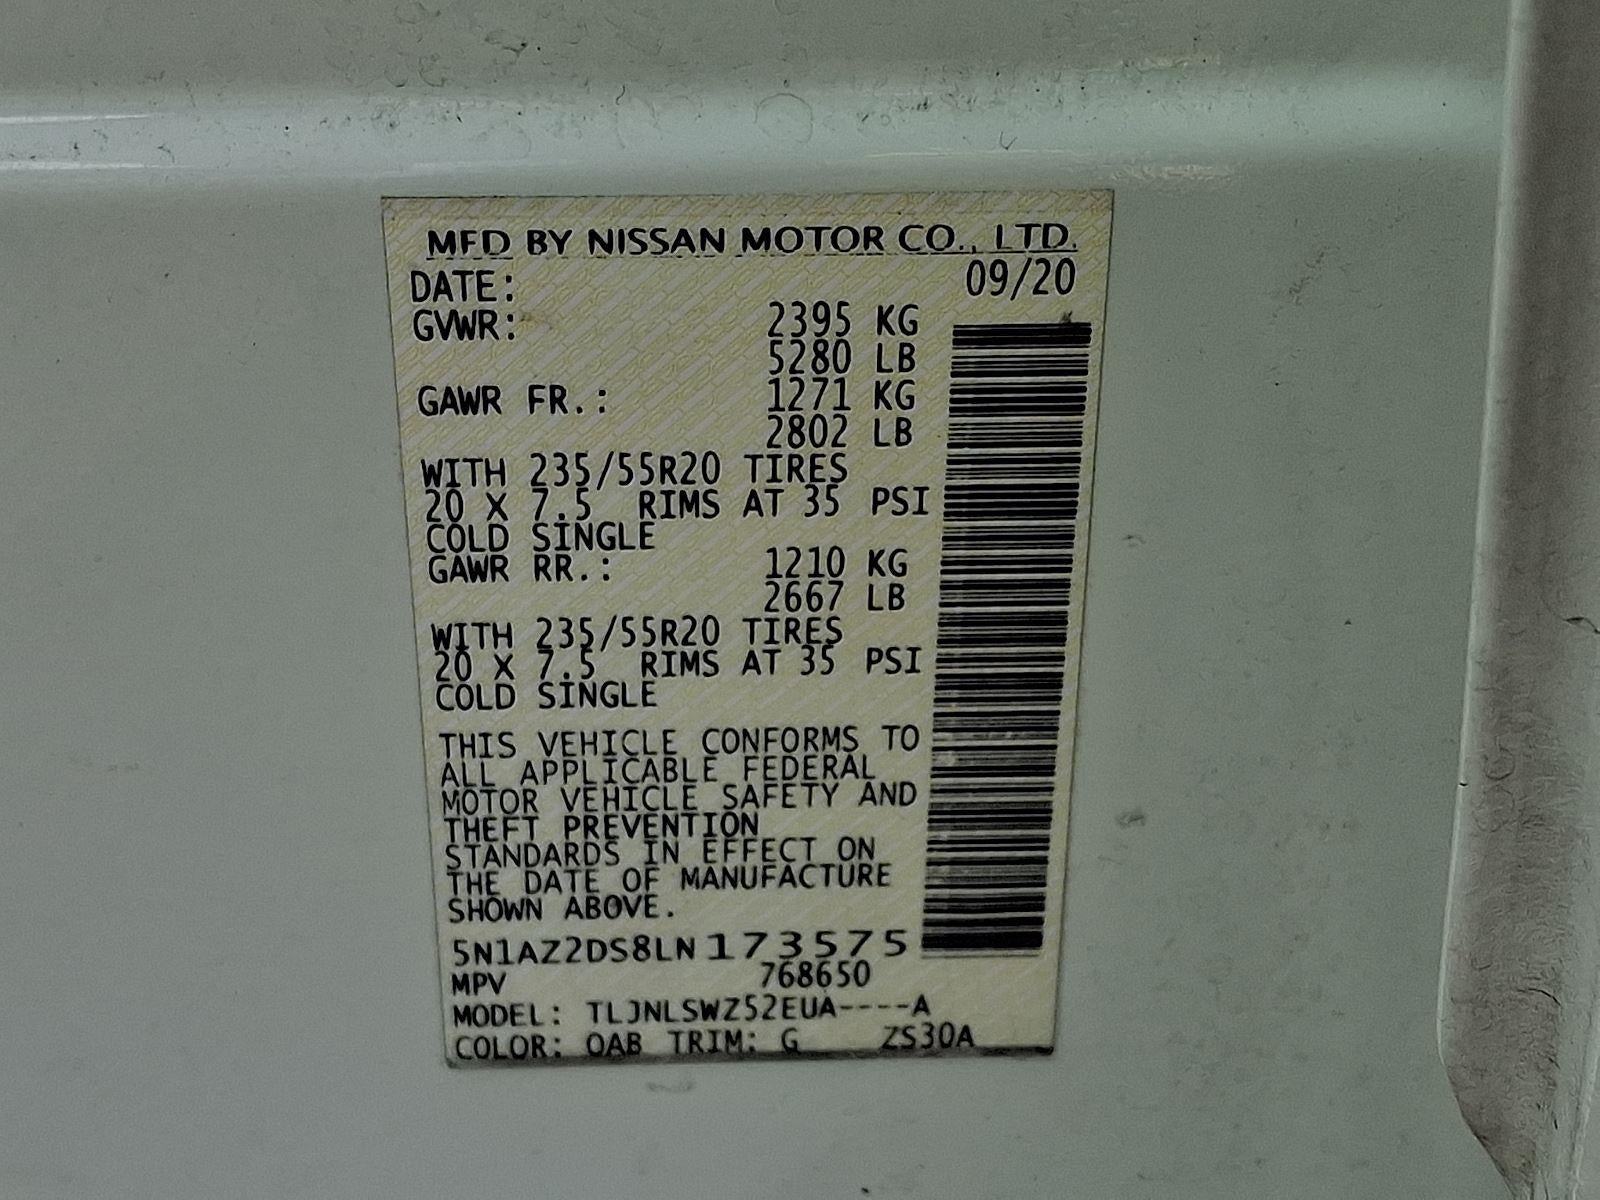 MFD BY NISSAN MOTOR CO., LTD.
DATE: 09/20
GVWR: 2395 KG
5280 LB
GAWR FR.: 1271 KG
2802 LB
WITH 235/55R20 TIRES
20 X 7.5 RIMS AT 35 PSI
COLD SINGLE
GAWR RR.: 1210 KG
2667 LB
WITH 235/55R20 TIRES
20 X 7.5 RIMS AT 35 PSI
COLD SINGLE
THIS VEHICLE CONFORMS TO
ALL APPLICABLE FEDERAL
MOTOR VEHICLE SAFETY AND
THEFT PREVENTION
STANDARDS IN EFFECT ON
THE DATE OF MANUFACTURE
SHOWN ABOVE.
5N1AZ2DS8LN173575
MPV 768650
MODEL: TLJNLSWZ52EUA----A
COLOR: QAB TRIM: G ZS30A